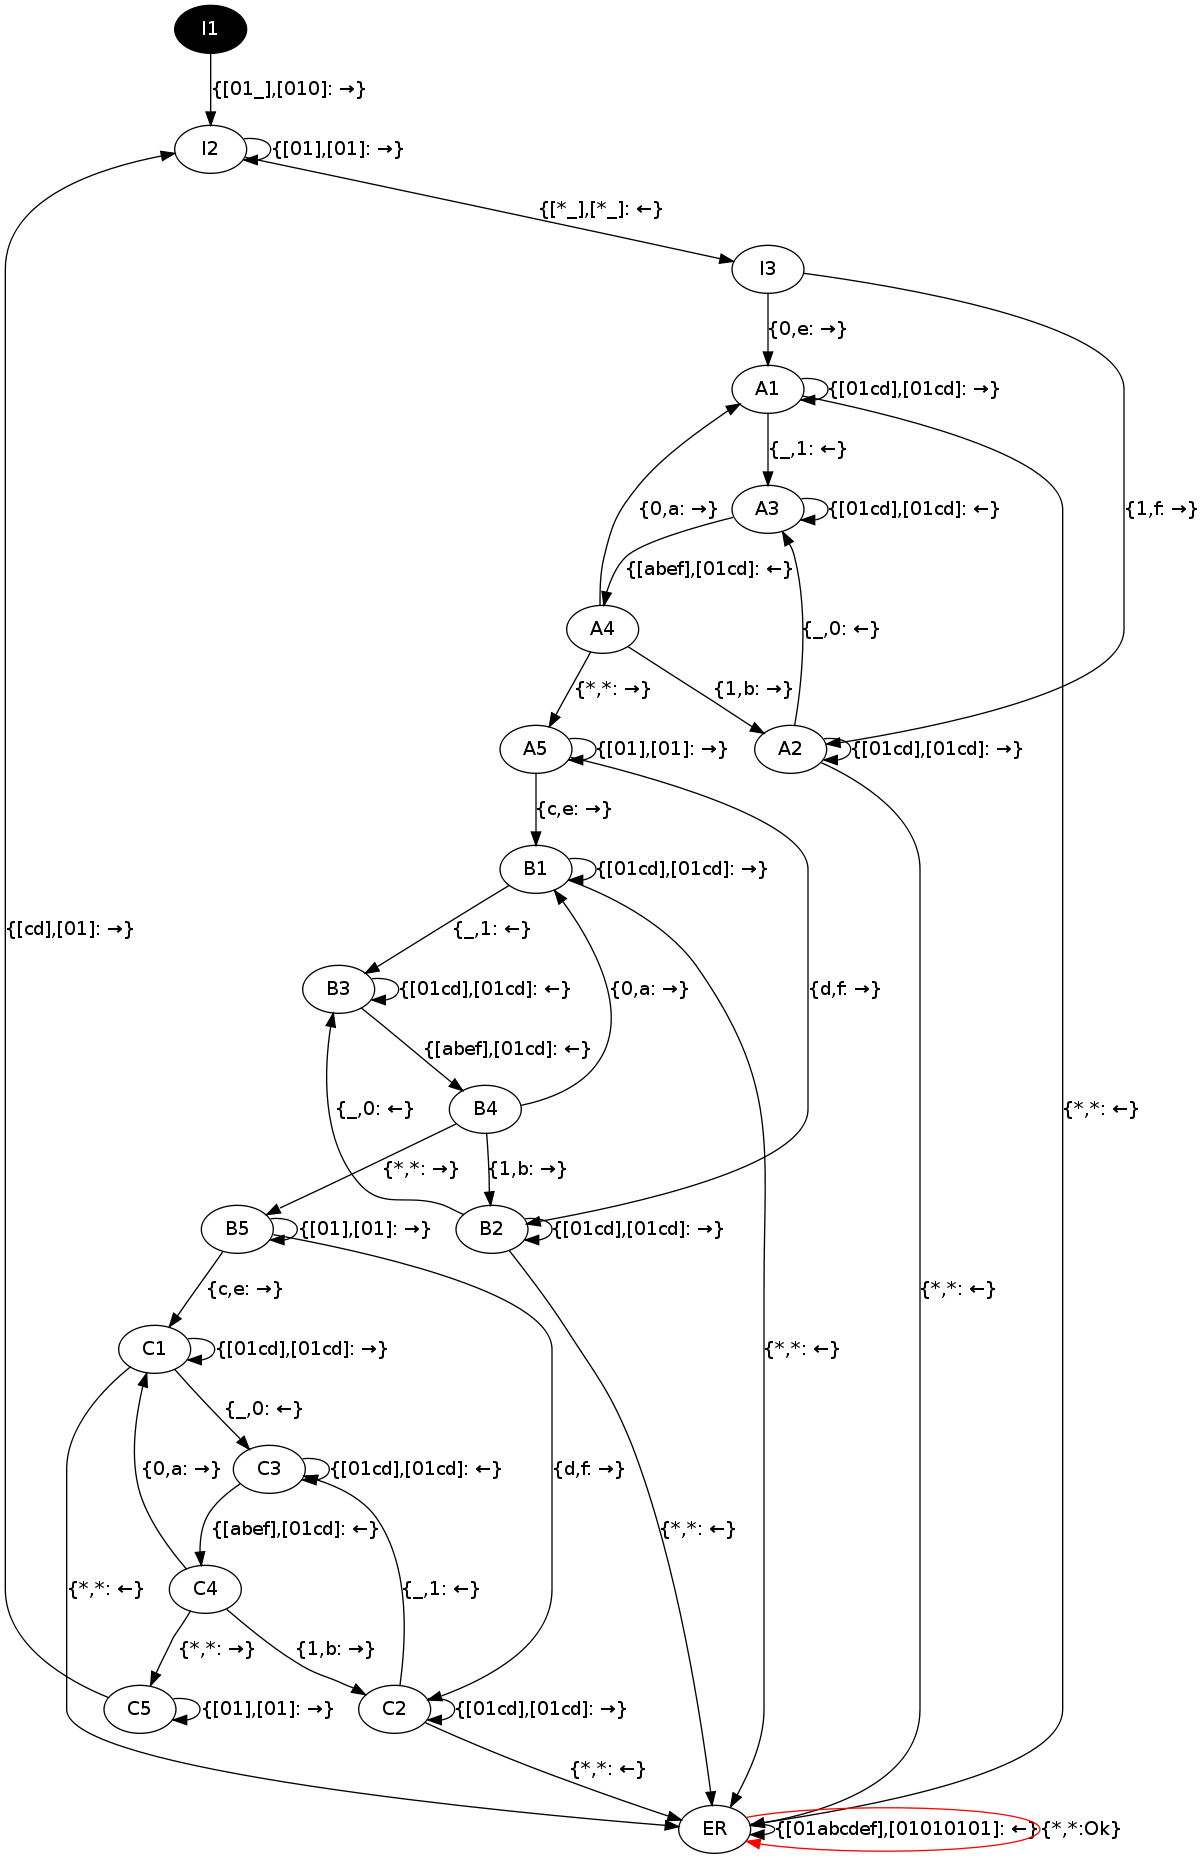 I1
{[01_],[010]: →}
I2
{[01],[01]: →}
{[*_],[*_]: ←}
I3
{0,e: →}
A1
{[01cd],[01cd]: →}
{_,1: ←}
A3
{[01cd],[01cd]: ←}
{1,f: →}
{0,a: →}
{[abef],[01cd]: ←}
A4
{_,0: ←}
{*,*: →}
{1,b: →}
A5
{[01],[01]: →}
A2
{[01cd],[01cd]: →}
{c,e: →}
B1
{[01cd],[01cd]: →}
{[cd],[01]: →}
{_,1: ←}
B3
{[01cd],[01cd]: ←}
{0,a: →}
{d,f: →}
{[abef],[01cd]: ←}
B4
{_,0: ←}
{*,*: ←}
{*,*: →}
{1,b: →}
B5
{[01],[01]: →}
B2
{[01cd],[01cd]: →}
{c,e: →}
{*,*: ←}
C1
{[01cd],[01cd]: →}
{*,*: ←}
{_,0: ←}
C3
{[01cd],[01cd]: ←}
{0,a: →}
{d,f: →}
{[abef],[01cd]: ←}
{*,*: ←}
C4
{*,*: ←}
{_,1: ←}
{*,*: →}
{1,b: →}
C5
{[01],[01]: →}
C2
{[01cd],[01cd]: →}
{*,*: ←}
ER
{[01abcdef],[01010101]: ←}
{*,*:Ok}